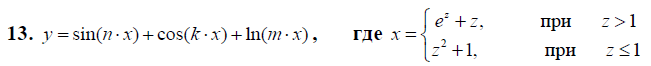 13. y = sin(n·x) + cos(k·x) + ln(m·x), где x = { e^z + z, при z > 1
z^2 + 1, при z ≤ 1